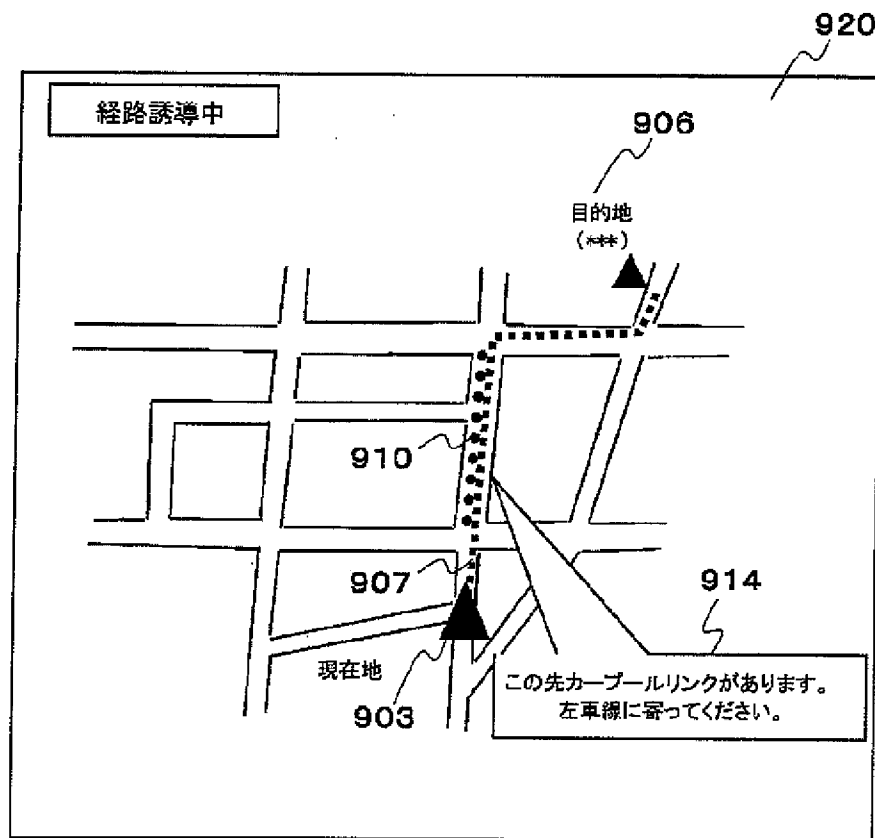 920
経路誘導中
906
目的地
(***)
910
907
914
現在地
903
この先カープールリンクがあります。
左車線に寄ってください。